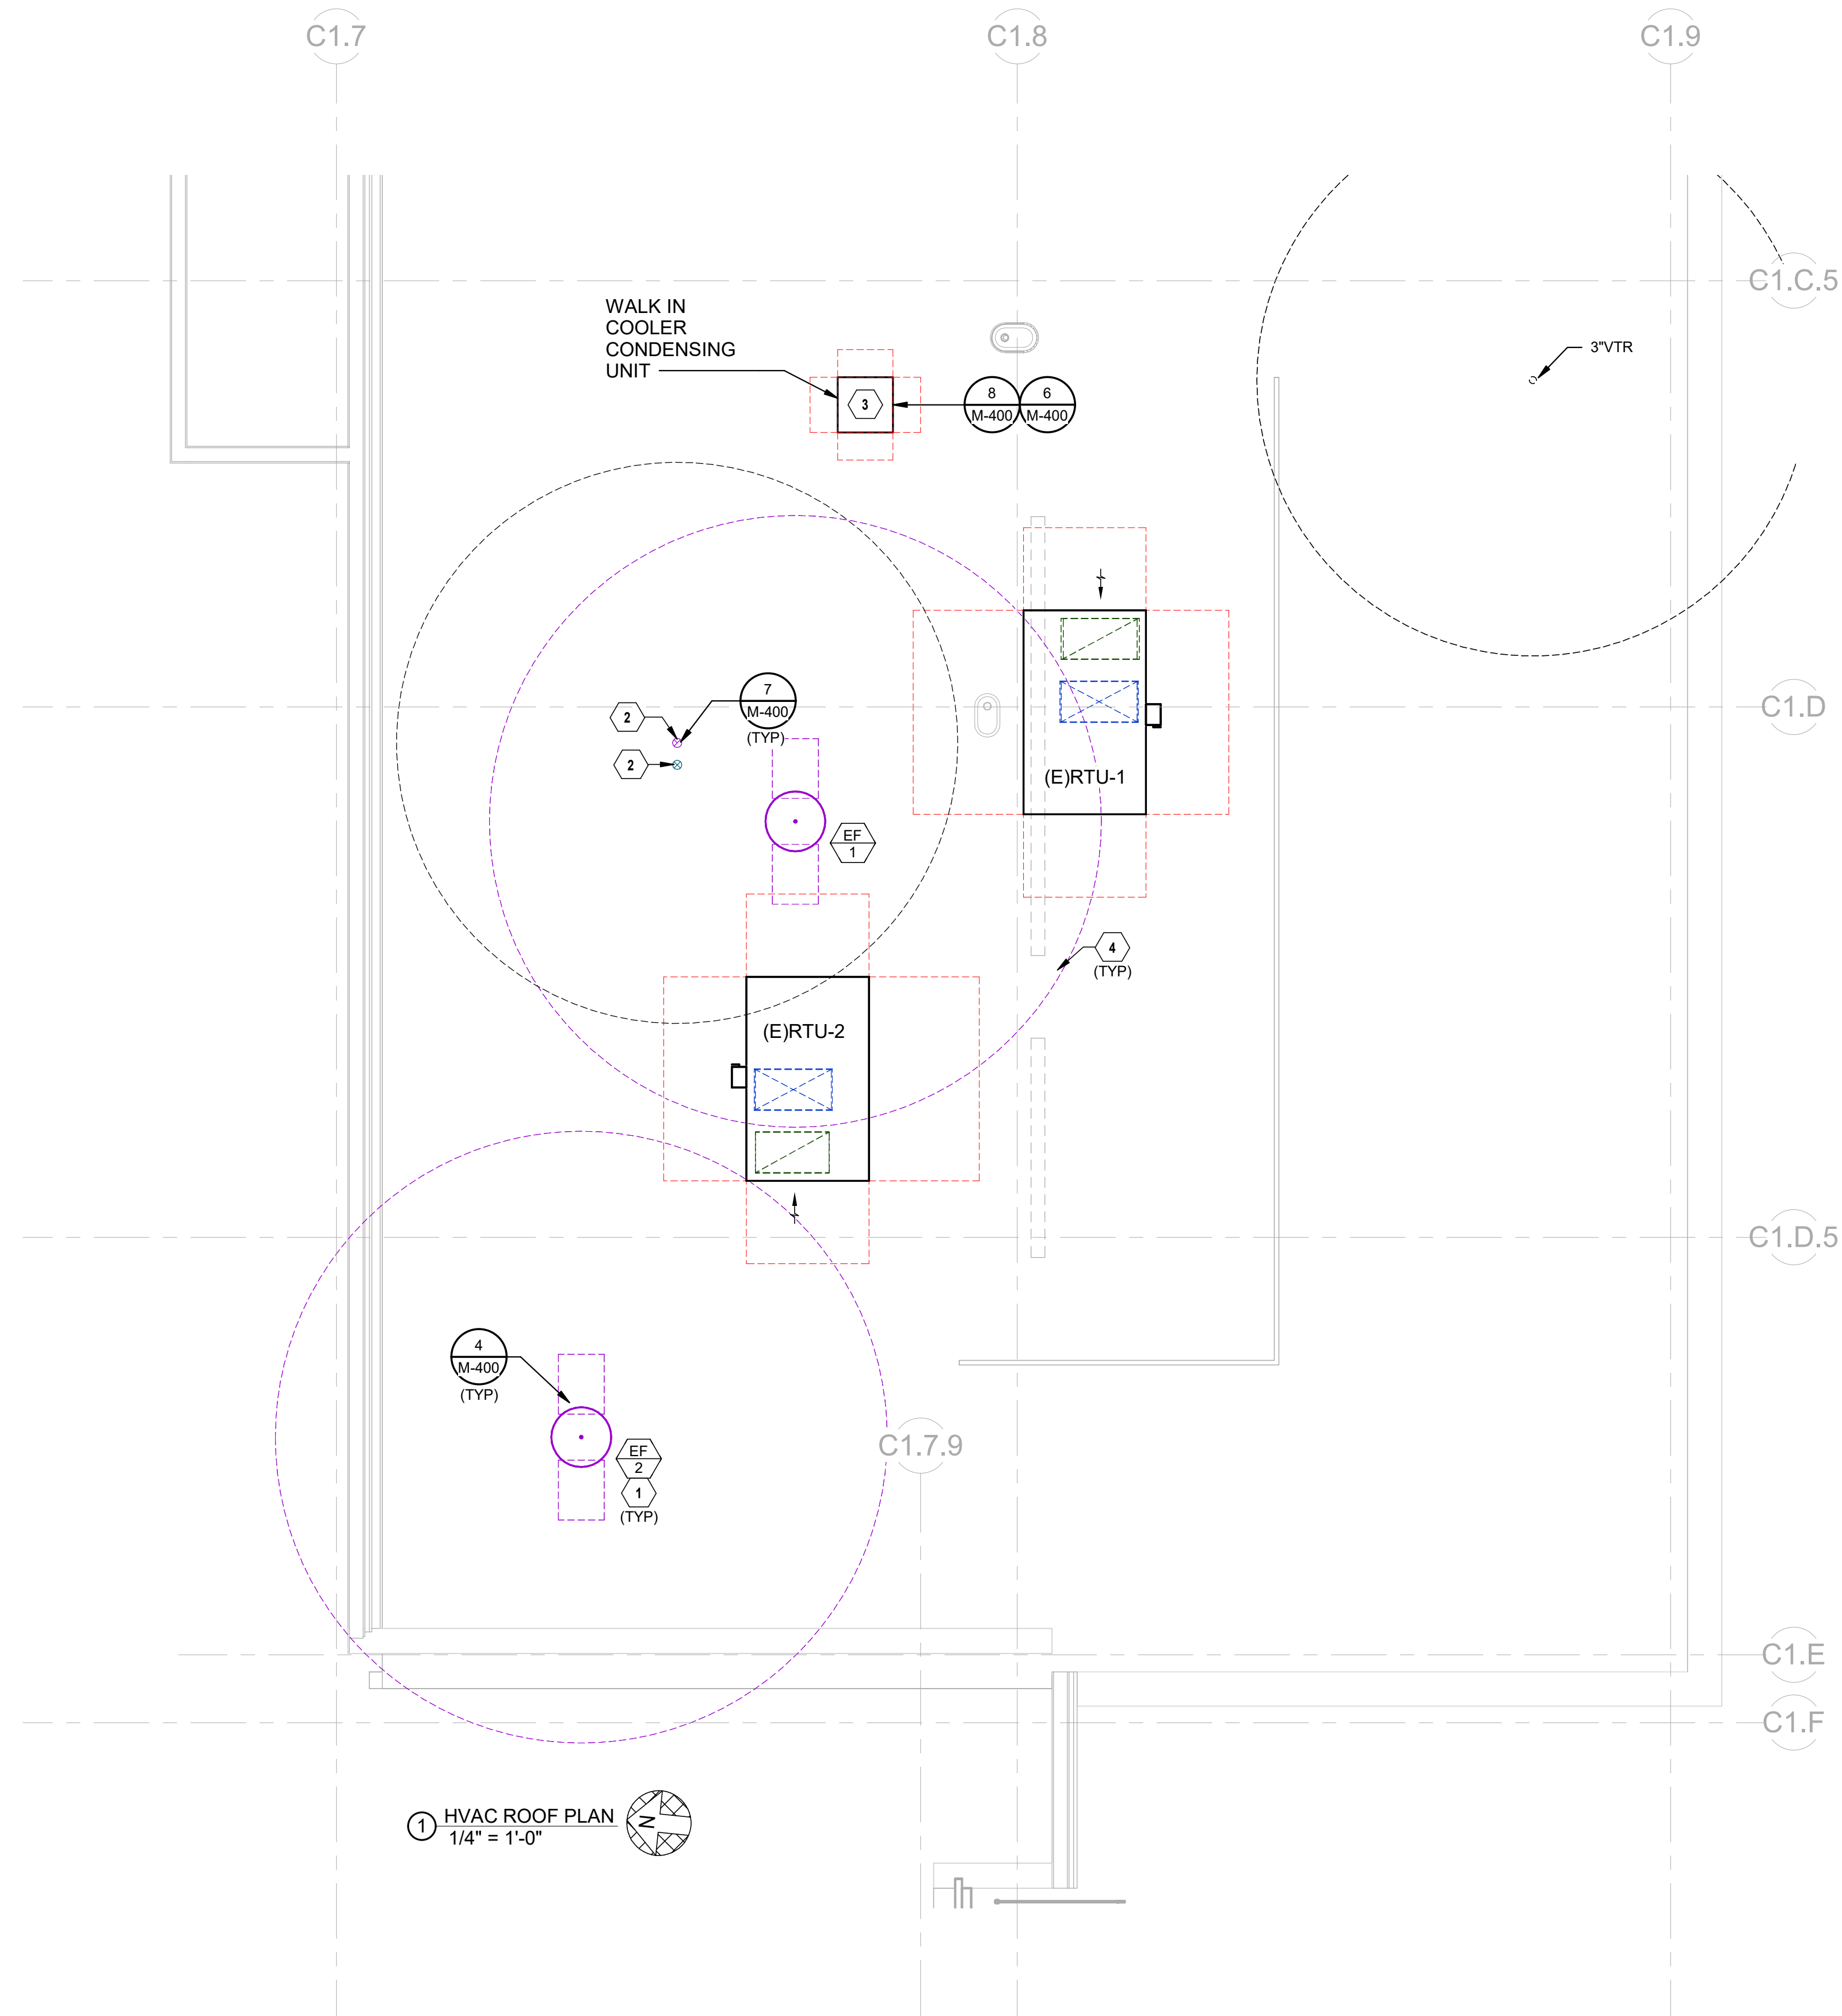 C1.7
C1.8
C1.9
C1.C.5
WALK IN
COOLER
CONDENSING
UNIT
3"VTR
3
8
M-400
6
M-400
C1.D
7
M-400
(TYP)
2
2
(E)RTU-1
EF
1
4
(TYP)
(E)RTU-2
C1.D.5
4
M-400
(TYP)
C1.7.9
EF
2
1
(TYP)
C1.E
C1.F
1
HVAC ROOF PLAN
1/4" = 1'-0"
N